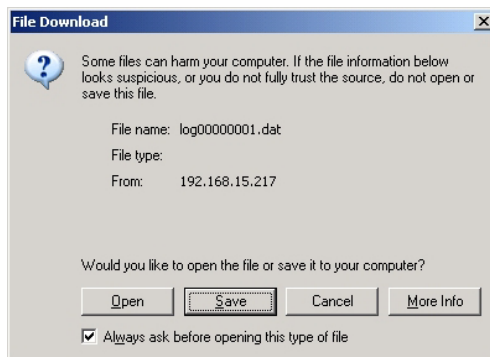 File Download
Some files can harm your computer. If the file information below
looks suspicious, or you do not fully trust the source, do not open or
save this file.
File name: log00000001.dat
File type:
From: 192.168.15.217
Would you like to open the file or save it to your computer?
Open Save Cancel More Info
Always ask before opening this type of file